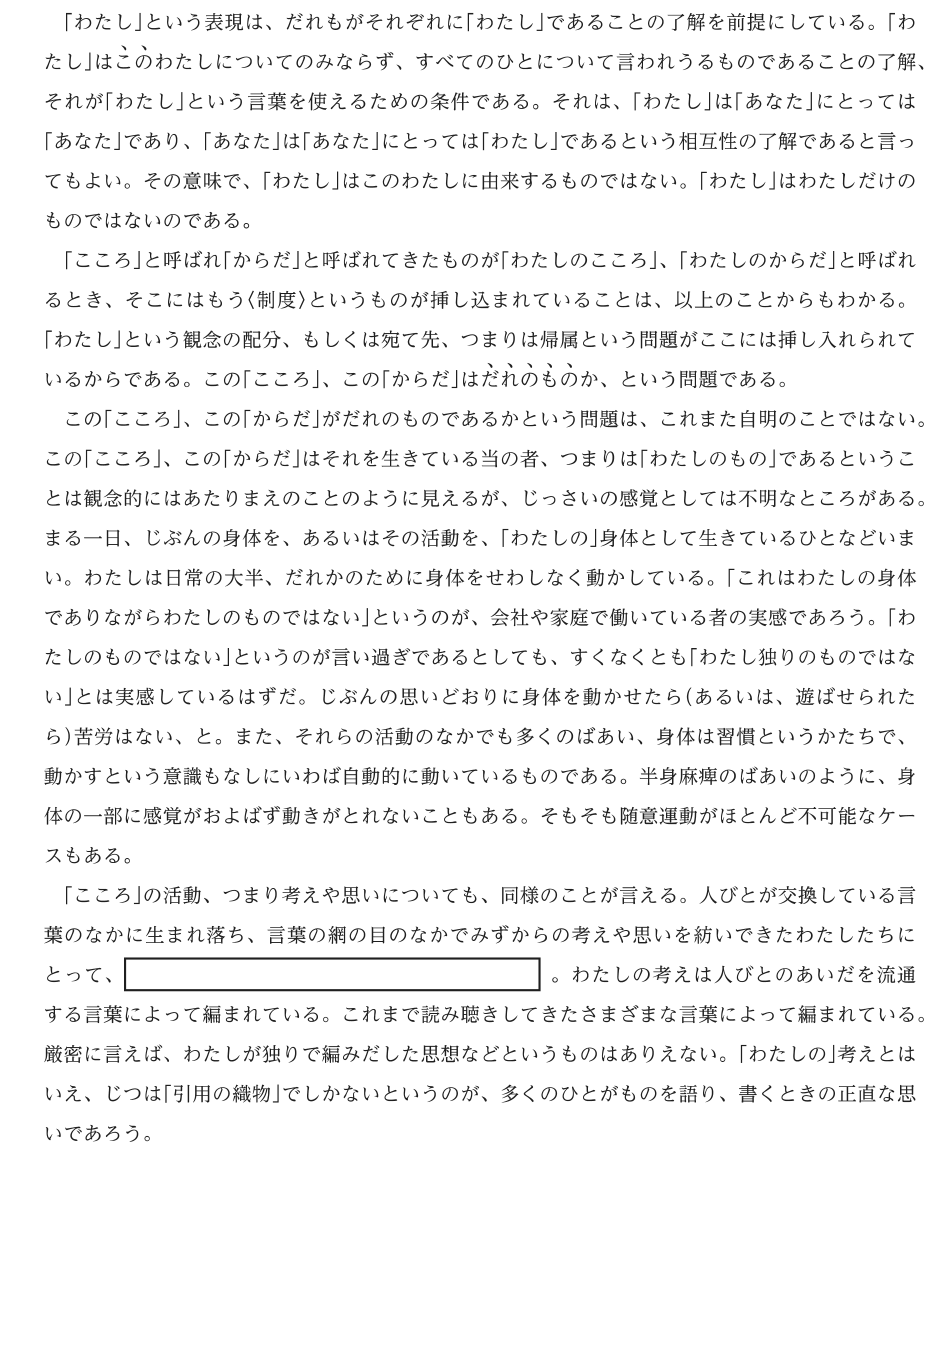 「わたし」という表現は、だれもがそれぞれに「わたし」であることの了解を前提にしている。「わ
たし」はこのわたしについてのみならず、すべてのひとについて言われうるものであることの了解、
それが「わたし」という言葉を使えるための条件である。それは、「わたし」は「あなた」にとっては
「あなた」であり、「あなた」は「あなた」にとっては「わたし」であるという相互性の了解であると言っ
てもよい。その意味で、「わたし」はこのわたしに由来するものではない。「わたし」はわたしだけの
ものではないのである。
「こころ」と呼ばれ「からだ」と呼ばれてきたものが「わたしのこころ」、「わたしのからだ」と呼ばれ
るとき、そこにはもう〈制度〉というものが挿し込まれていることは、以上のことからもわかる。
「わたし」という観念の配分、もしくは宛て先、つまりは帰属という問題がここには挿し入れられて
いるからである。この「こころ」、この「からだ」はだれのものか、という問題である。
この「こころ」、この「からだ」がだれのものであるかという問題は、これまた自明のことではない。
この「こころ」、この「からだ」はそれを生きている当の者、つまりは「わたしのもの」であるというこ
とは観念的にはあたりまえのことのように見えるが、じっさいの感覚としては不明なところがある。
まる一日、じぶんの身体を、あるいはその活動を、「わたしの」身体として生きているひとなどいま
い。わたしは日常の大半、だれかのために身体をせわしなく動かしている。「これはわたしの身体
でありながらわたしのものではない」というのが、会社や家庭で働いている者の実感であろう。「わ
たしのものではない」というのが言い過ぎであるとしても、すくなくとも「わたし独りのものではな
い」とは実感しているはずだ。じぶんの思いどおりに身体を動かせたら(あるいは、遊ばせられた
ら)苦労はない、と。また、それらの活動のなかでも多くのばあい、身体は習慣というかたちで、
動かすという意識もなしにいわば自動的に動いているものである。半身麻痺のばあいのように、身
体の一部に感覚がおよばず動きがとれないこともある。そもそも随意運動がほとんど不可能なケー
スもある。
「こころ」の活動、つまり考えや思いについても、同様のことが言える。人びとが交換している言
葉のなかに生まれ落ち、言葉の網の目のなかでみずからの考えや思いを紡いできたわたしたちに
とって、 。わたしの考えは人びとのあいだを流通
する言葉によって編まれている。これまで読み聴きしてきたさまざまな言葉によって編まれている。
厳密に言えば、わたしが独りで編みだした思想などというものはありえない。「わたしの」考えとは
いえ、じつは「引用の織物」でしかないというのが、多くのひとがものを語り、書くときの正直な思
いであろう。